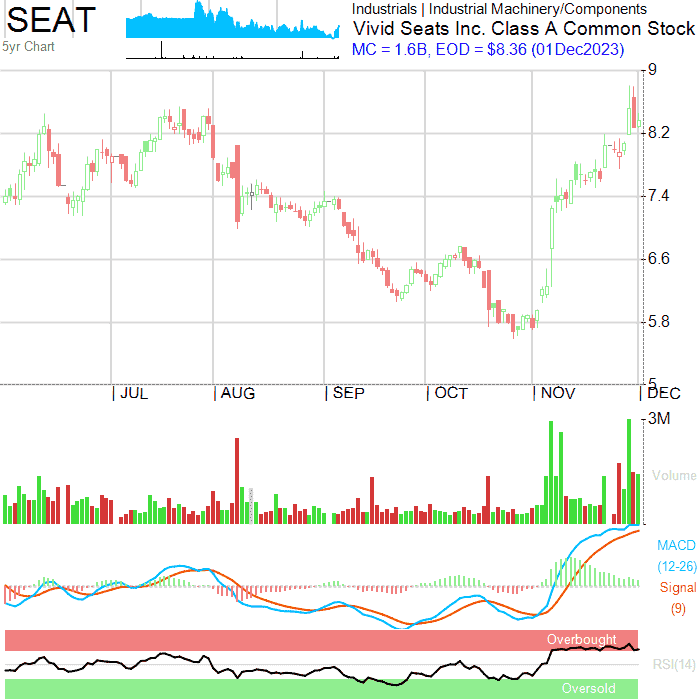 SEAT
5yr Chart
Industrials | Industrial Machinery/Components
Vivid Seats Inc. Class A Common Stock
MC = 1.6B, EOD = $8.36 (01Dec2023)
9
8.2
7.4
6.6
5.8
5
JUL
AUG
SEP
OCT
NOV
DEC
3M
Volume
MACD
(12-26)
Signal
(9)
Overbought
RSI(14)
Oversold